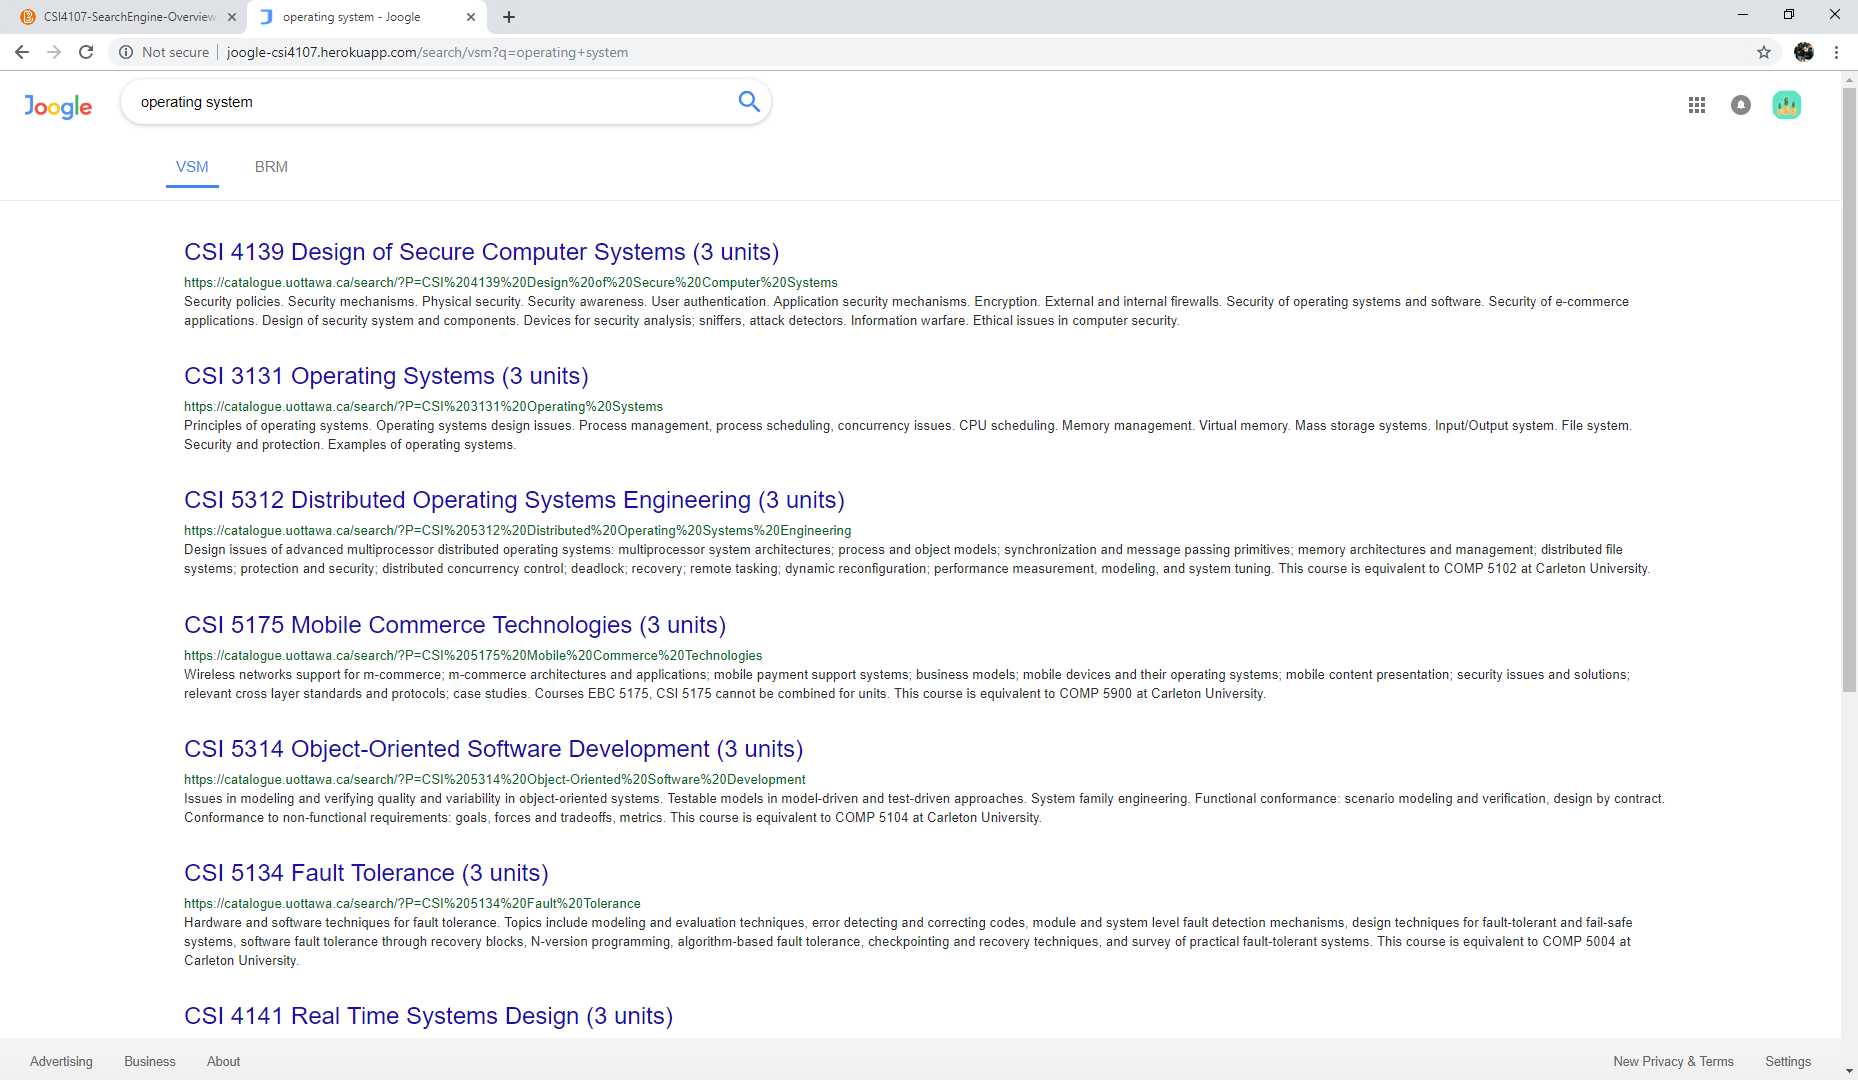 CSI4107-SearchEngine-Overview
operating system - Joogle
Not secure
joogle-csi4107.herokuapp.com/search/vsm?q=operating+system
Joogle
operating system
VSM
BRM
CSI 4139 Design of Secure Computer Systems (3 units)
https://catalogue.uottawa.ca/search/?P=CSI%204139%20Design%20of%20Secure%20Computer%20Systems
Security policies. Security mechanisms. Physical security. Security awareness. User authentication. Application security mechanisms. Encryption. External and internal firewalls. Security of operating systems and software. Security of e-commerce
applications. Design of security system and components. Devices for security analysis; sniffers, attack detectors. Information warfare. Ethical issues in computer security.
CSI 3131 Operating Systems (3 units)
https://catalogue.uottawa.ca/search/?P=CSI%203131%20Operating%20Systems
Principles of operating systems. Operating systems design issues. Process management, process scheduling, concurrency issues. CPU scheduling. Memory management. Virtual memory. Mass storage systems. Input/Output system. File system.
Security and protection. Examples of operating systems.
CSI 5312 Distributed Operating Systems Engineering (3 units)
https://catalogue.uottawa.ca/search/?P=CSI%205312%20Distributed%20Operating%20Systems%20Engineering
Design issues of advanced multiprocessor distributed operating systems: multiprocessor system architectures; process and object models; synchronization and message passing primitives; memory architectures and management; distributed file
systems; protection and security; distributed concurrency control; deadlock; recovery; remote tasking; dynamic reconfiguration; performance measurement, modeling, and system tuning. This course is equivalent to COMP 5102 at Carleton University.
CSI 5175 Mobile Commerce Technologies (3 units)
https://catalogue.uottawa.ca/search/?P=CSI%205175%20Mobile%20Commerce%20Technologies
Wireless networks support for m-commerce; m-commerce architectures and applications; mobile payment support systems; business models; mobile devices and their operating systems; mobile content presentation; security issues and solutions;
relevant cross layer standards and protocols; case studies. Courses EBC 5175, CSI 5175 cannot be combined for units. This course is equivalent to COMP 5900 at Carleton University.
CSI 5314 Object-Oriented Software Development (3 units)
https://catalogue.uottawa.ca/search/?P=CSI%205314%20Object-Oriented%20Software%20Development
Issues in modeling and verifying quality and variability in object-oriented systems. Testable models in model-driven and test-driven approaches. System family engineering. Functional conformance: scenario modeling and verification, design by contract.
Conformance to non-functional requirements: goals, forces and tradeoffs, metrics. This course is equivalent to COMP 5104 at Carleton University.
CSI 5134 Fault Tolerance (3 units)
https://catalogue.uottawa.ca/search/?P=CSI%205134%20Fault%20Tolerance
Hardware and software techniques for fault tolerance. Topics include modeling and evaluation techniques, error detecting and correcting codes, module and system level fault detection mechanisms, design techniques for fault-tolerant and fail-safe
systems, software fault tolerance through recovery blocks, N-version programming, algorithm-based fault tolerance, checkpointing and recovery techniques, and survey of practical fault-tolerant systems. This course is equivalent to COMP 5004 at
Carleton University.
CSI 4141 Real Time Systems Design (3 units)
Advertising
Business
About
New Privacy & Terms
Settings